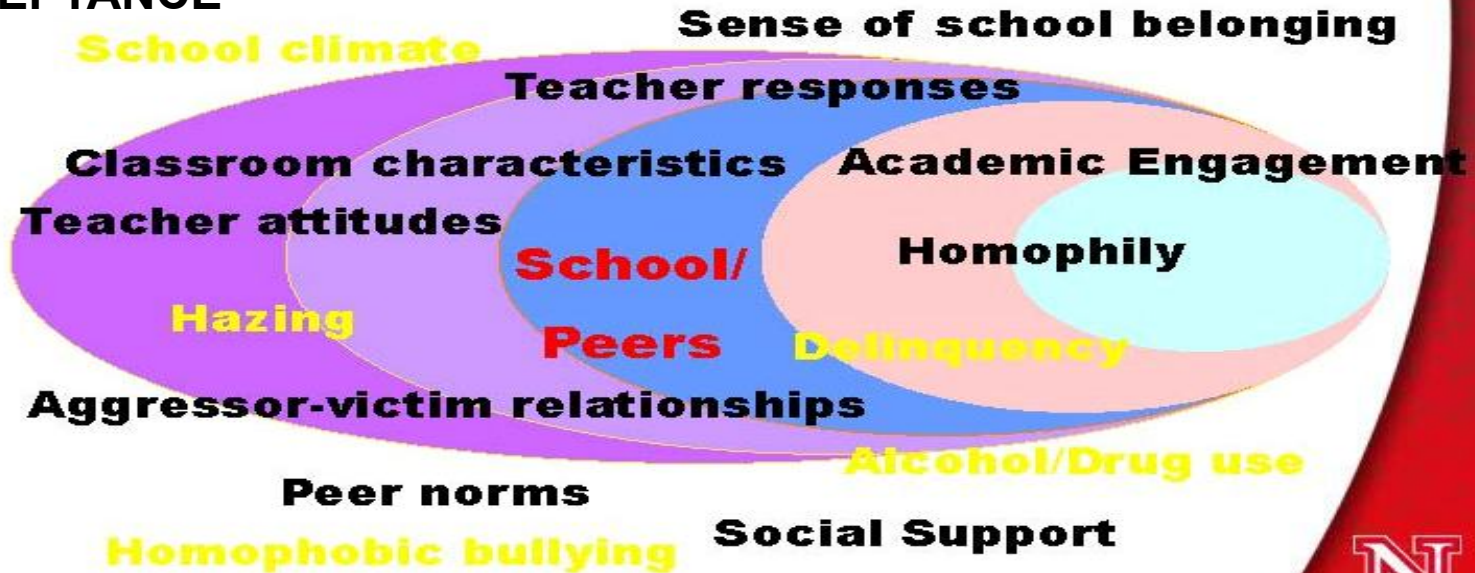 Sense of school belonging
School climate
Teacher responses
Classroom characteristics
Academic Engagement
Teacher attitudes
Homophily
School/
Peers
Hazing
Delinquency
Aggressor-victim relationships
Alcohol/Drug use
Peer norms
Social Support
Homophobic bullying
N